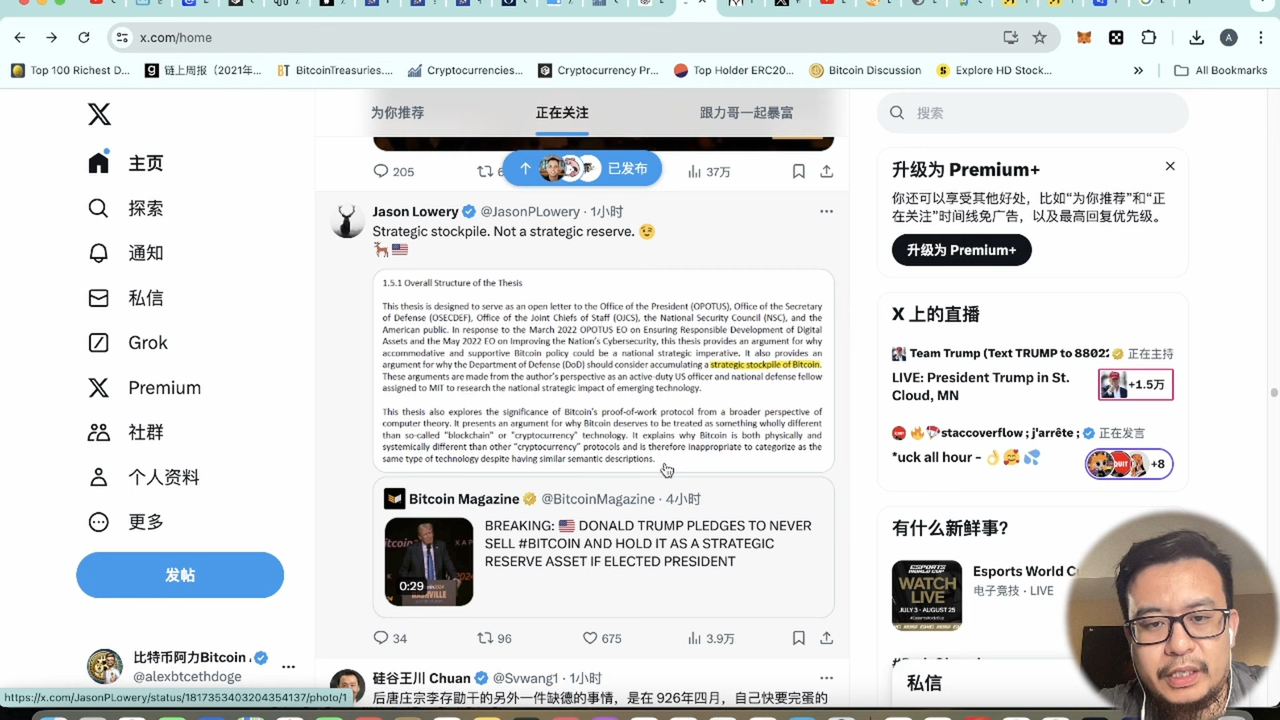 x.com/home
A
Top 100 Richest D...
链上周报（2021年...
BitcoinTreasuries....
Cryptocurrencies...
Cryptocurrency Pr...
Top Holder ERC20...
Bitcoin Discussion
Explore HD Stock...
All Bookmarks
主页
探索
通知
私信
Grok
Premium
社群
个人资料
更多
发帖
比特币阿力Bitcoin
@alexbtcethdoge
https://x.com/JasonPLowery/status/1817353403204354137/photo/1
为你推荐
正在关注
跟力哥一起暴富
205
已发布
37万
Jason Lowery @JasonPLowery · 1小时
Strategic stockpile. Not a strategic reserve. 😉
🦌🇺🇸
1.5.1 Overall Structure of the Thesis
This thesis is designed to serve as an open letter to the Office of the President (OPOTUS), Office of the Secretary
of Defense (OSECDEF), Office of the Joint Chiefs of Staff (OJCS), the National Security Council (NSC), and the
American public. In response to the March 2022 OPOTUS EO on Ensuring Responsible Development of Digital
Assets and the May 2022 EO on Improving the Nation's Cybersecurity, this thesis provides an argument for why
accommodative and supportive Bitcoin policy could be a national strategic imperative. It also provides an
argument for why the Department of Defense (DoD) should consider accumulating a strategic stockpile of Bitcoin.
These arguments are made from the author's perspective as an active-duty US officer and national defense fellow
assigned to MIT to research the national strategic impact of emerging technology.
This thesis also explores the significance of Bitcoin's proof-of-work protocol from a broader perspective of
computer theory. It presents an argument for why Bitcoin deserves to be treated as something wholly different
than so-called "blockchain" or "cryptocurrency" technology. It explains why Bitcoin is both physically and
systemically different than other "cryptocurrency" protocols and is therefore inappropriate to categorize as the
same type of technology despite having similar semantic descriptions.
Bitcoin Magazine @BitcoinMagazine · 4小时
BREAKING: 🇺🇸 DONALD TRUMP PLEDGES TO NEVER
SELL #BITCOIN AND HOLD IT AS A STRATEGIC
RESERVE ASSET IF ELECTED PRESIDENT
0:29
NASHVILLE
34
96
675
3.9万
硅谷王川 Chuan @Svwang1 · 1小时
后唐庄宗李存勖干的另外一件缺德的事情，是在 926年四月，自己快要完蛋的
搜索
升级为 Premium+
你还可以享受其他好处，比如“为你推荐”和“正
在关注”时间线免广告，以及最高回复优先级。
升级为 Premium+
X 上的直播
Team Trump (Text TRUMP to 88022 正在主持
LIVE: President Trump in St.
Cloud, MN
+1.5万
staccoverflow ; j'arrête ; 正在发言
*uck all hour - 👌🥰💦
+8
有什么新鲜事？
ESPORTS
WORLD CUP
WATCH
LIVE
JULY 3 - AUGUST 25
Esports World C
电子竞技 · LIVE
私信